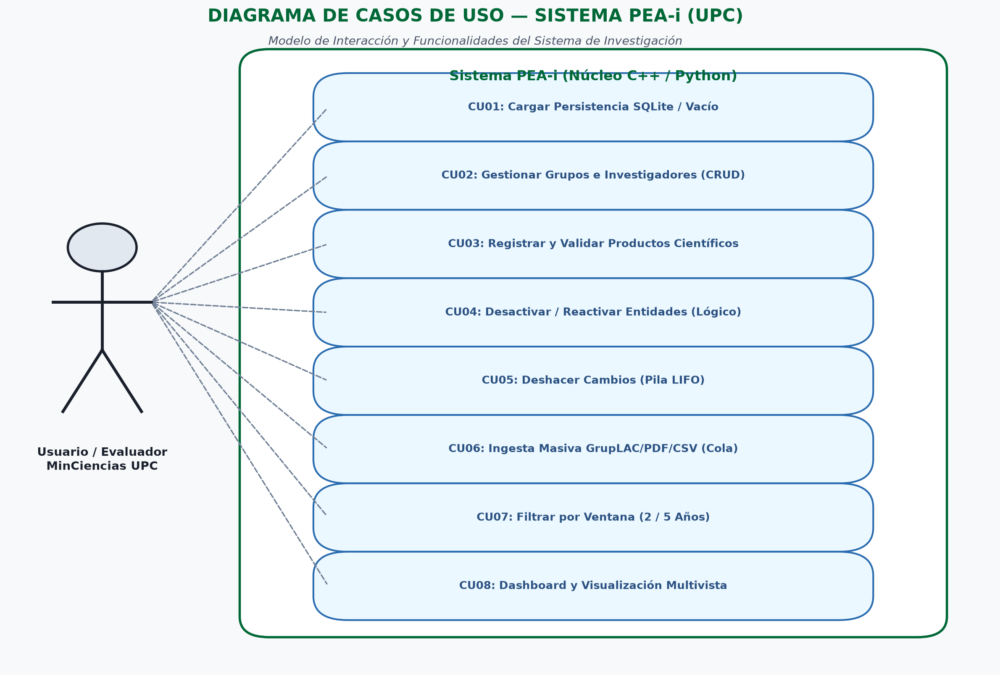 DIAGRAMA DE CASOS DE USO — SISTEMA PEA-i (UPC)
Modelo de Interacción y Funcionalidades del Sistema de Investigación
Sistema PEA-i (Núcleo C++ / Python)
CU01: Cargar Persistencia SQLite / Vacío
CU02: Gestionar Grupos e Investigadores (CRUD)
CU03: Registrar y Validar Productos Científicos
CU04: Desactivar / Reactivar Entidades (Lógico)
CU05: Deshacer Cambios (Pila LIFO)
CU06: Ingesta Masiva GrupLAC/PDF/CSV (Cola)
CU07: Filtrar por Ventana (2 / 5 Años)
CU08: Dashboard y Visualización Multivista
Usuario / Evaluador
MinCiencias UPC